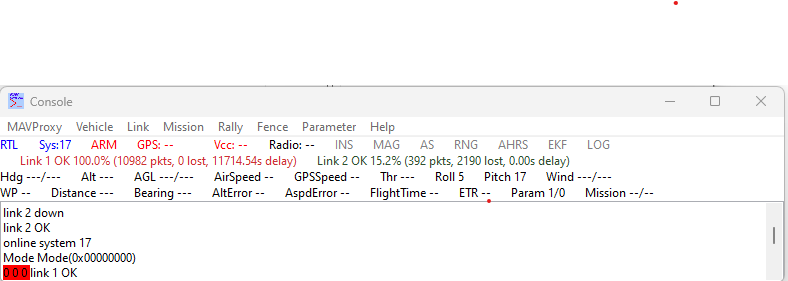 Console
MAVProxy Vehicle Link Mission Rally Fence Parameter Help
RTL Sys:17 ARM GPS: -- Vcc: -- Radio: -- INS MAG AS RNG AHRS EKF LOG
Link 1 OK 100.0% (10982 pkts, 0 lost, 11714.54s delay) Link 2 OK 15.2% (392 pkts, 2190 lost, 0.00s delay)
Hdg ---/--- Alt --- AGL ---/--- AirSpeed -- GPSSpeed -- Thr --- Roll 5 Pitch 17 Wind ---/---
WP -- Distance --- Bearing --- AltError -- AspdError -- FlightTime -- ETR -- Param 1/0 Mission --/--
link 2 down
link 2 OK
online system 17
Mode Mode(0x00000000)
0 0 0 link 1 OK